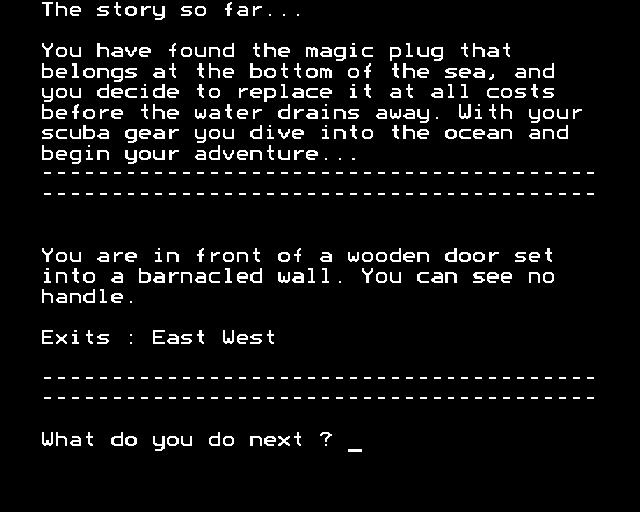 The story so far...
You have found the magic plug that
belongs at the bottom of the sea, and
you decide to replace it at all costs
before the water drains away. With your
scuba gear you dive into the ocean and
begin your adventure...
----------------------------------------
----------------------------------------
You are in front of a wooden door set
into a barnacled wall. You can see no
handle.
Exits : East West
----------------------------------------
----------------------------------------
What do you do next ? _